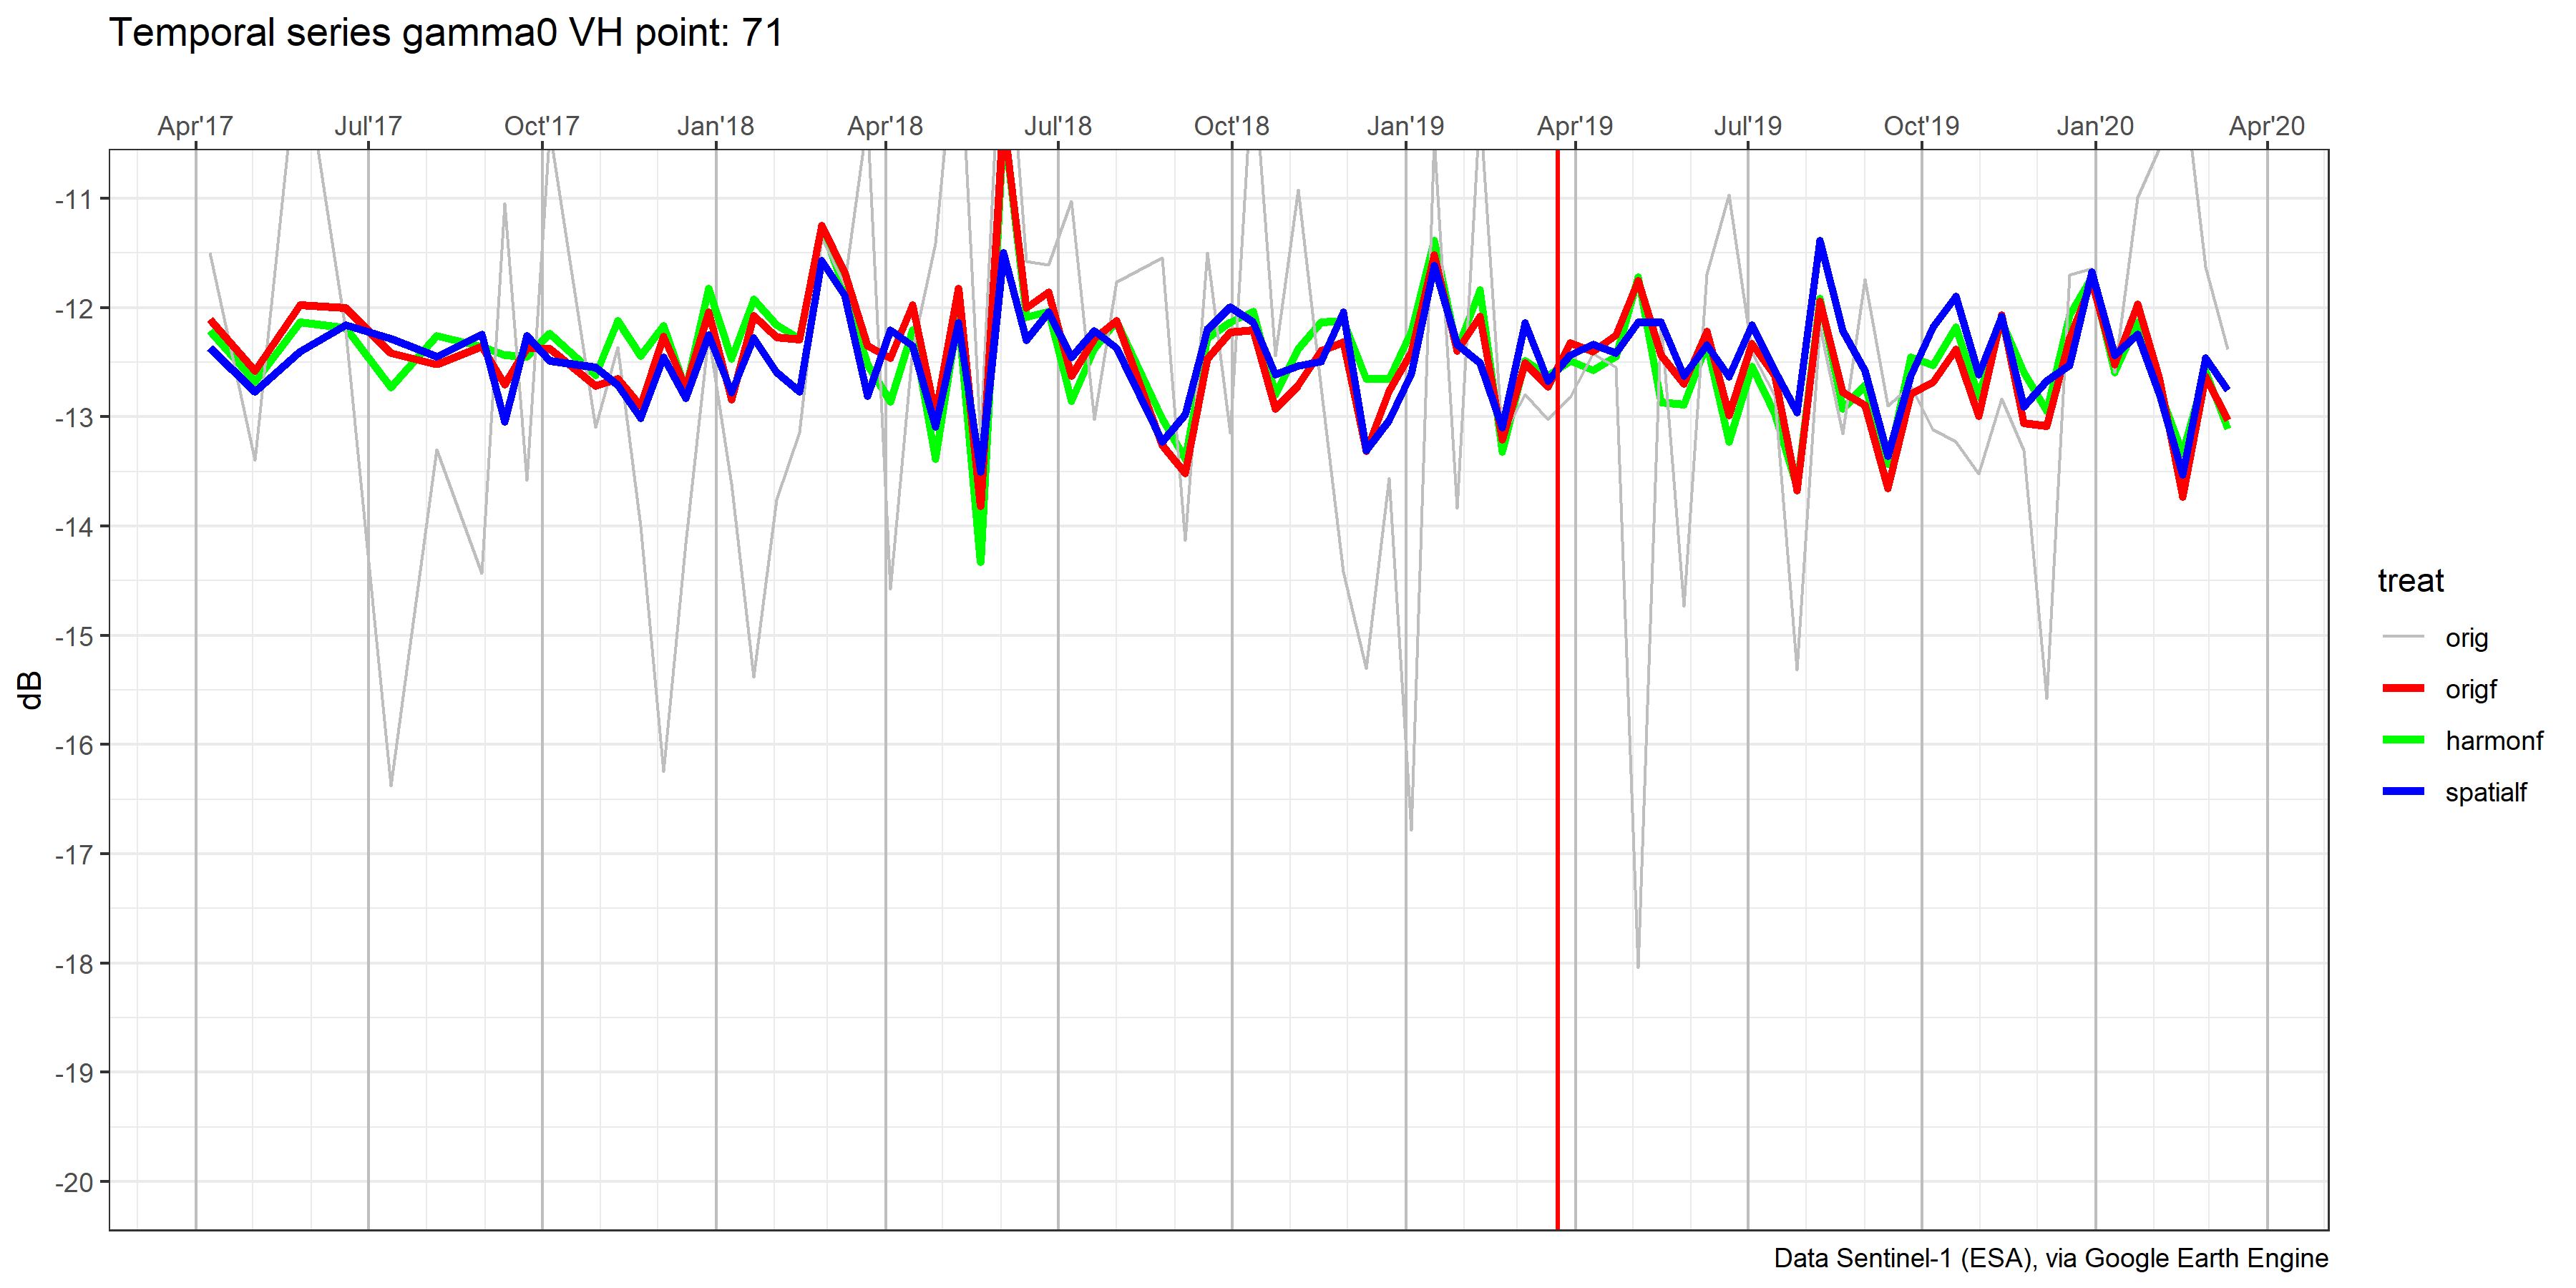 Temporal series gamma0 VH point: 71
Apr'17 Jul'17 Oct'17 Jan'18 Apr'18 Jul'18 Oct'18 Jan'19 Apr'19 Jul'19 Oct'19 Jan'20 Apr'20
-11
-12
-13
-14
-15
-16
-17
-18
-19
-20
dB
treat
orig
origf
harmonf
spatialf
Data Sentinel-1 (ESA), via Google Earth Engine